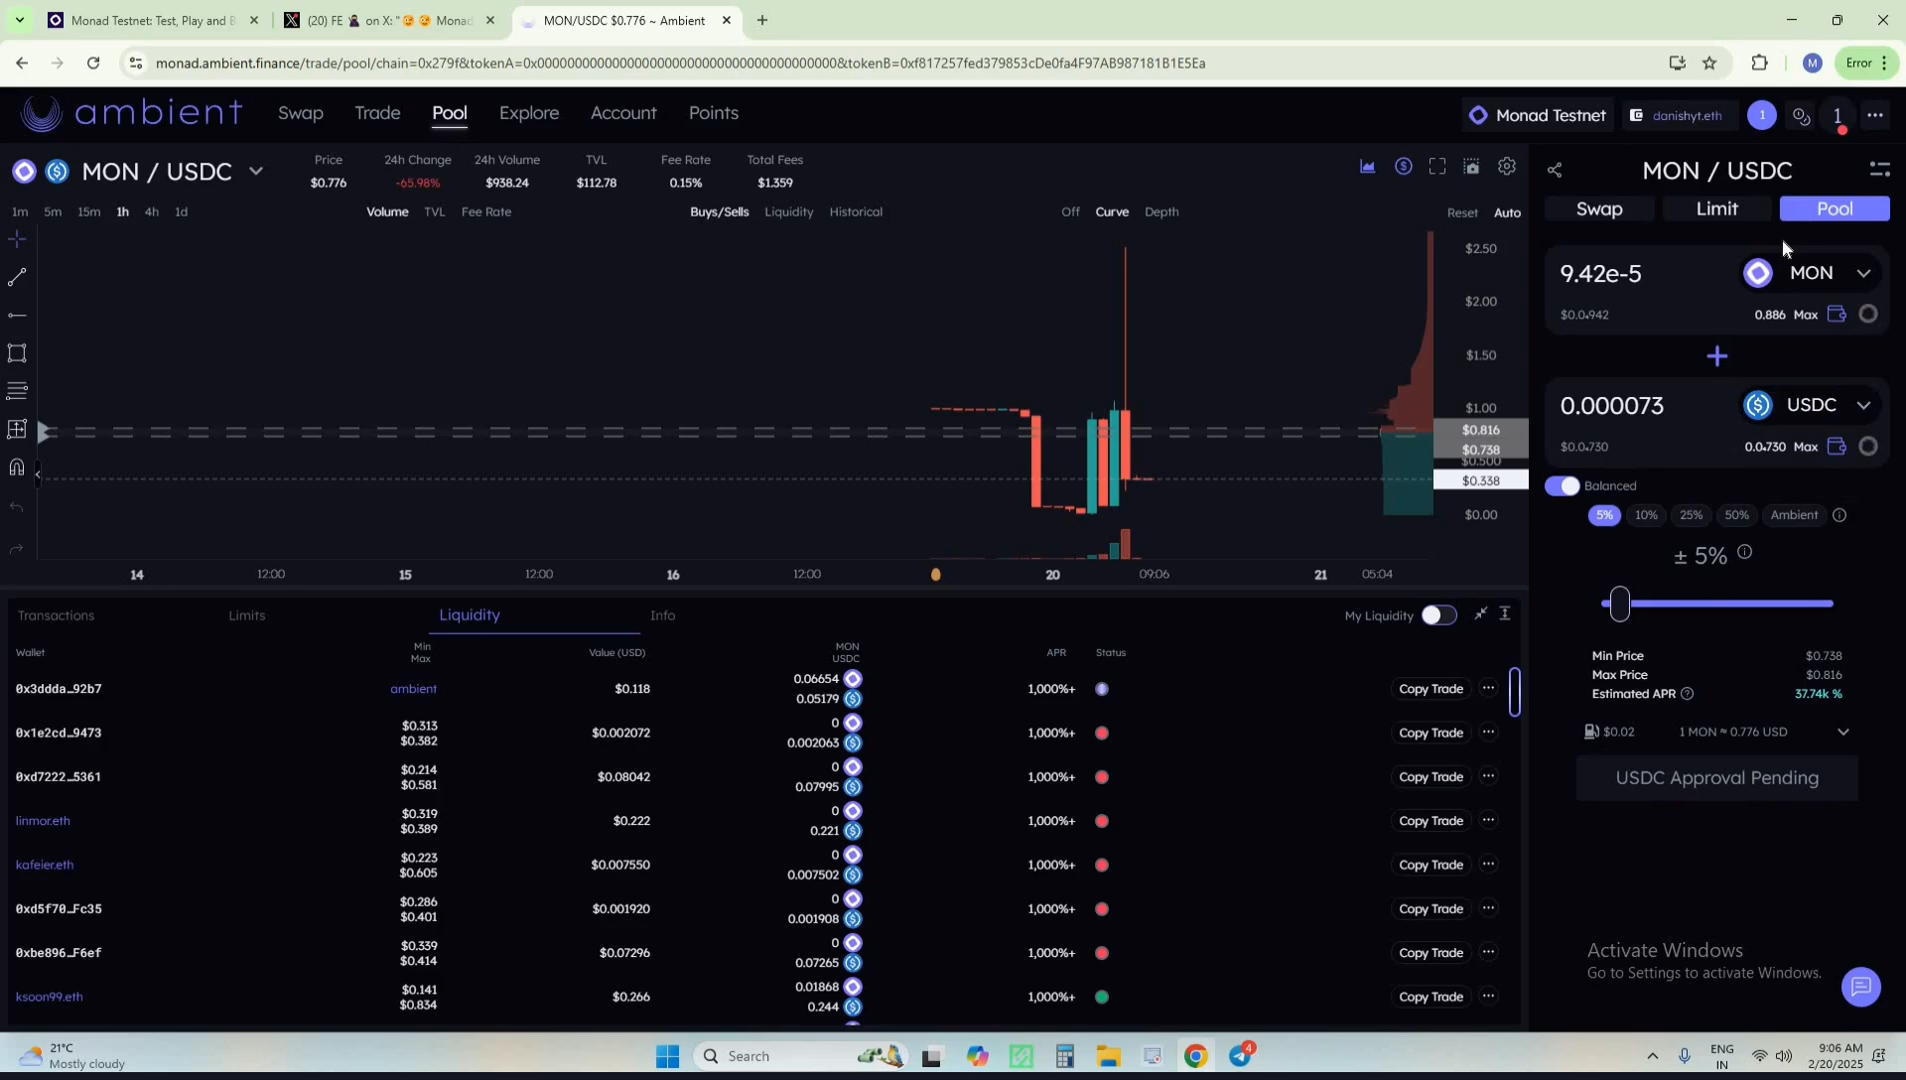 Monad Testnet: Test, Play and B
(20) FE on X: " Monad
MON/USDC $0.776 ~ Ambient
monad.ambient.finance/trade/pool/chain=0x279f&tokenA=0x0000000000000000000000000000000000000000&tokenB=0xf817257fed379853cDe0fa4F97AB987181B1E5Ea
M
Error
ambient
Swap Trade Pool Explore Account Points
Monad Testnet
danishyt.eth
1
1
MON / USDC
Price 24h Change 24h Volume TVL Fee Rate Total Fees
$0.776 -65.98% $938.24 $112.78 0.15% $1.359
1m 5m 15m 1h 4h 1d
Volume TVL Fee Rate
Buys/Sells Liquidity Historical
Off Curve Depth
Reset Auto
$2.50
$2.00
$1.50
$1.00
$0.816
$0.738
$0.500
$0.338
$0.00
14 12:00 15 12:00 16 12:00 20 09:06 21 05:04
Transactions Limits Liquidity Info
My Liquidity
Wallet Min Max Value (USD) MON USDC APR Status
0x3ddda_92b7 ambient $0.118 0.06654 0.05179 1,000%+ Copy Trade
0x1e2cd_9473 $0.313 $0.382 $0.002072 0 0.002063 1,000%+ Copy Trade
0xd7222_5361 $0.214 $0.581 $0.08042 0 0.07995 1,000%+ Copy Trade
linmor.eth $0.319 $0.389 $0.222 0 0.221 1,000%+ Copy Trade
kafeier.eth $0.223 $0.605 $0.007550 0 0.007502 1,000%+ Copy Trade
0xd5f70_Fc35 $0.286 $0.401 $0.001920 0 0.001908 1,000%+ Copy Trade
0xbe896_F6ef $0.339 $0.414 $0.07296 0 0.07265 1,000%+ Copy Trade
ksoon99.eth $0.141 $0.834 $0.266 0.01868 0.244 1,000%+ Copy Trade
MON / USDC
Swap Limit Pool
9.42e-5 MON
$0.0₄942 0.886 Max
0.000073 USDC
$0.0₄730 0.0₄730 Max
Balanced
5% 10% 25% 50% Ambient
± 5%
Min Price $0.738
Max Price $0.816
Estimated APR 37.74k %
$0.02 1 MON ≈ 0.776 USD
USDC Approval Pending
Activate Windows
Go to Settings to activate Windows.
21°C
Mostly cloudy
Search
4
ENG
IN
9:06 AM
2/20/2025